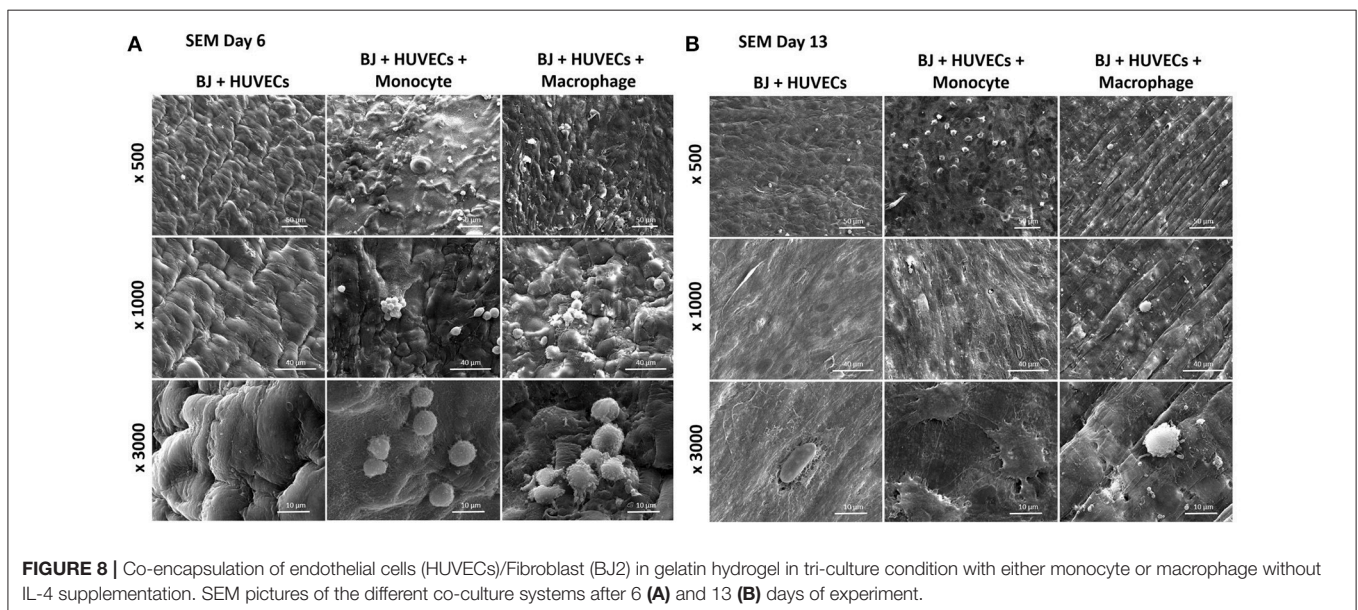 A
SEM Day 6
BJ + HUVECs
BJ + HUVECs +
Monocyte
BJ + HUVECs +
Macrophage
x 500
50 µm
50 µm
x 1000
40 µm
40 µm
40 µm
x 3000
10 µm
10 µm
10 µm
B
SEM Day 13
BJ + HUVECs
BJ + HUVECs +
Monocyte
BJ + HUVECs +
Macrophage
x 500
50 µm
50 µm
50 µm
x 1000
40 µm
40 µm
40 µm
x 3000
10 µm
10 µm
10 µm
FIGURE 8 | Co-encapsulation of endothelial cells (HUVECs)/Fibroblast (BJ2) in gelatin hydrogel in tri-culture condition with either monocyte or macrophage without
IL-4 supplementation. SEM pictures of the different co-culture systems after 6 (A) and 13 (B) days of experiment.